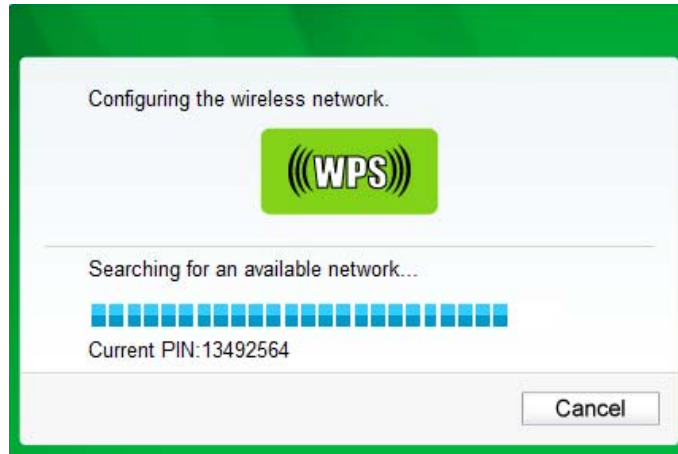 Configuring the wireless network.
(((WPS)))
Searching for an available network...
Current PIN:13492564
Cancel